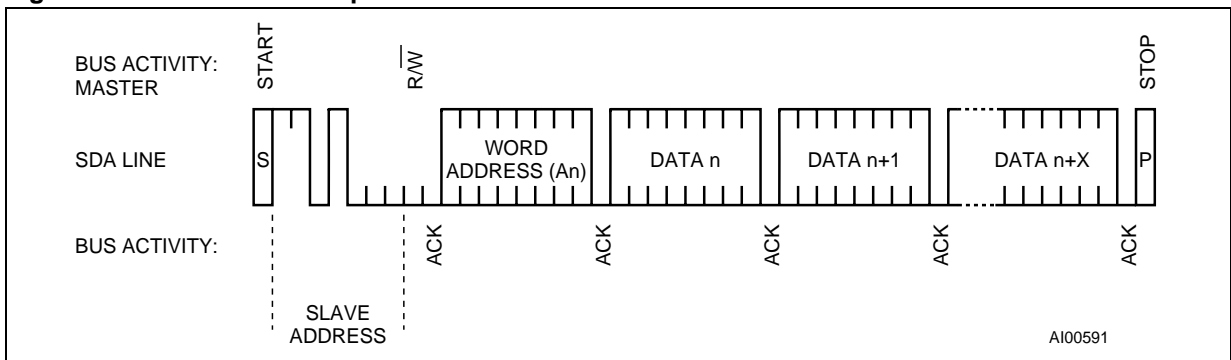 BUS ACTIVITY:
MASTER
START
R/W
STOP
SDA LINE
S
WORD
ADDRESS (An)
DATA n
DATA n+1
DATA n+X
P
BUS ACTIVITY:
ACK
ACK
ACK
ACK
ACK
SLAVE
ADDRESS
AI00591